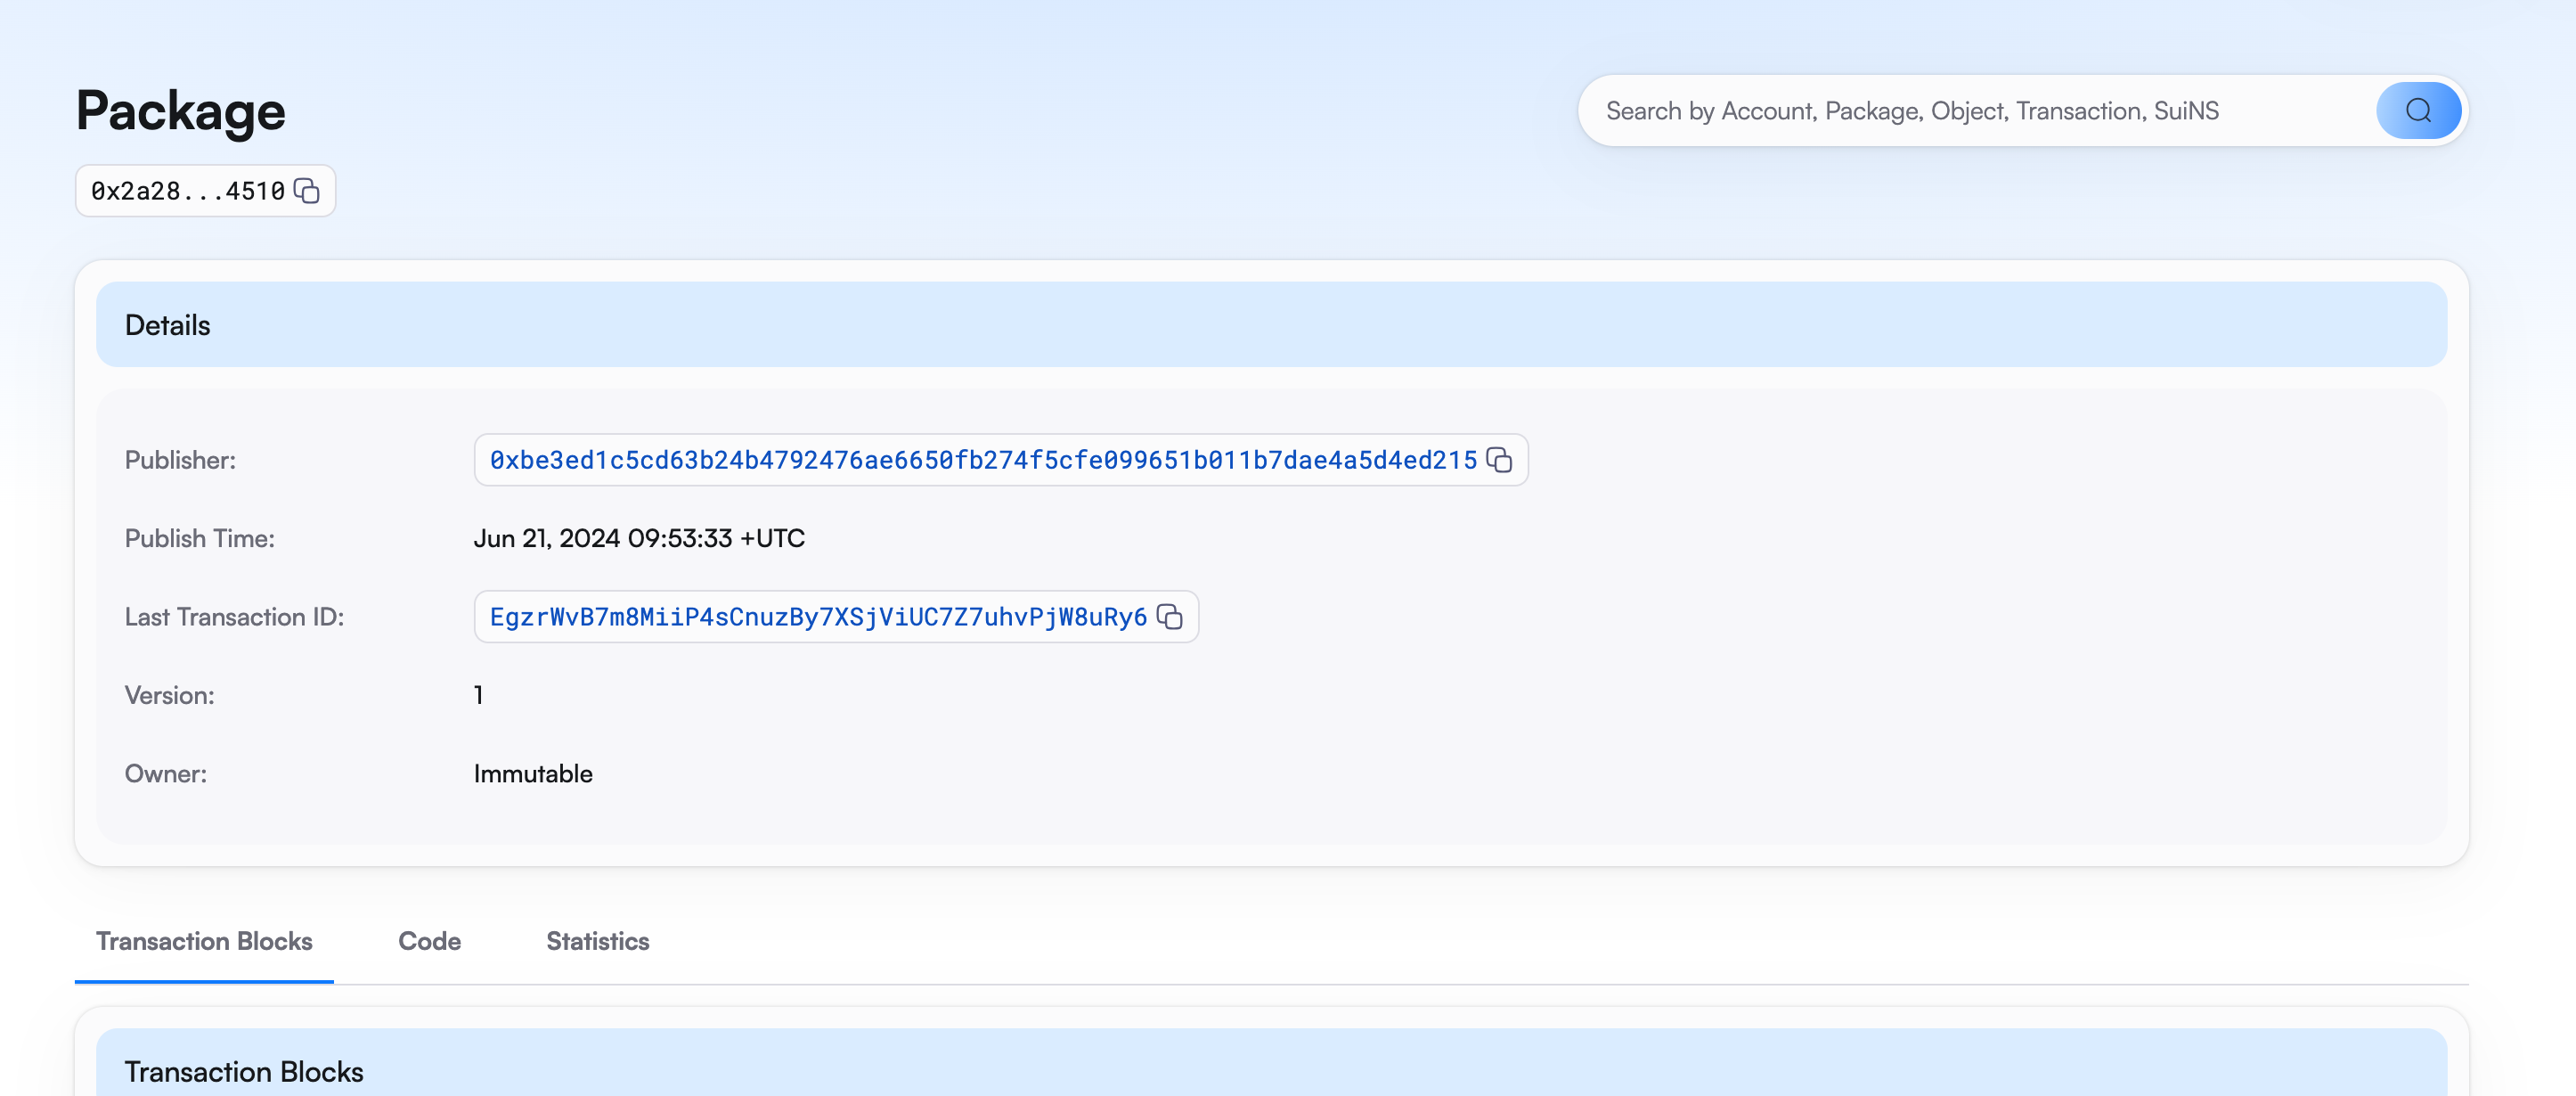 Package
Search by Account, Package, Object, Transaction, SuiNS
0x2a28...4510
Details
Publisher: 0xbe3ed1c5cd63b24b4792476ae6650fb274f5cfe099651b011b7dae4a5d4ed215
Publish Time: Jun 21, 2024 09:53:33 +UTC
Last Transaction ID: EgzrWvB7m8MiiP4sCnuzBy7XSjViUC7Z7uhvPjW8uRy6
Version: 1
Owner: Immutable
Transaction Blocks Code Statistics
Transaction Blocks